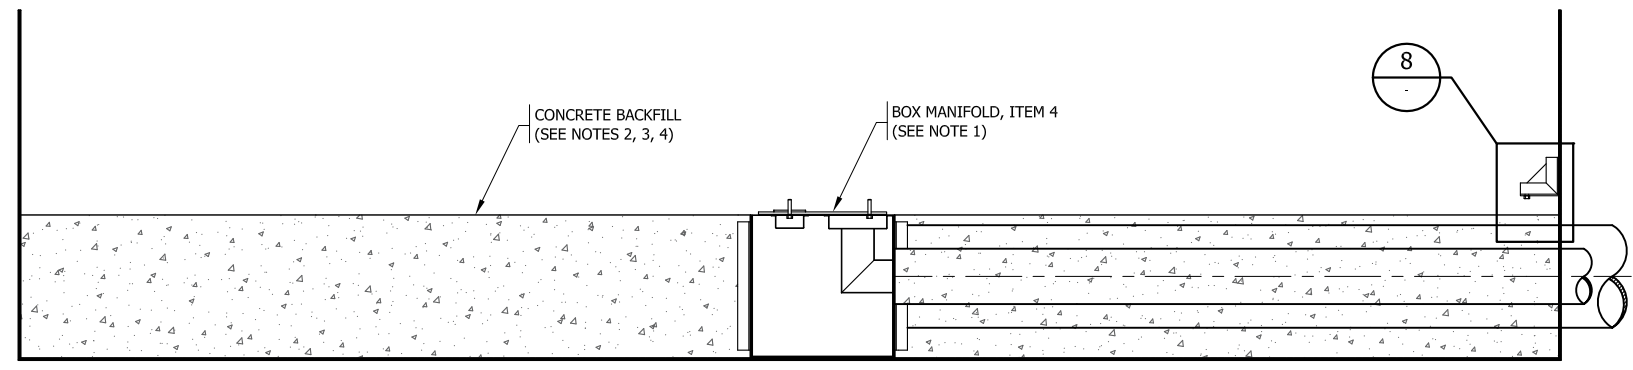 8
-
CONCRETE BACKFILL
(SEE NOTES 2, 3, 4)
BOX MANIFOLD, ITEM 4
(SEE NOTE 1)